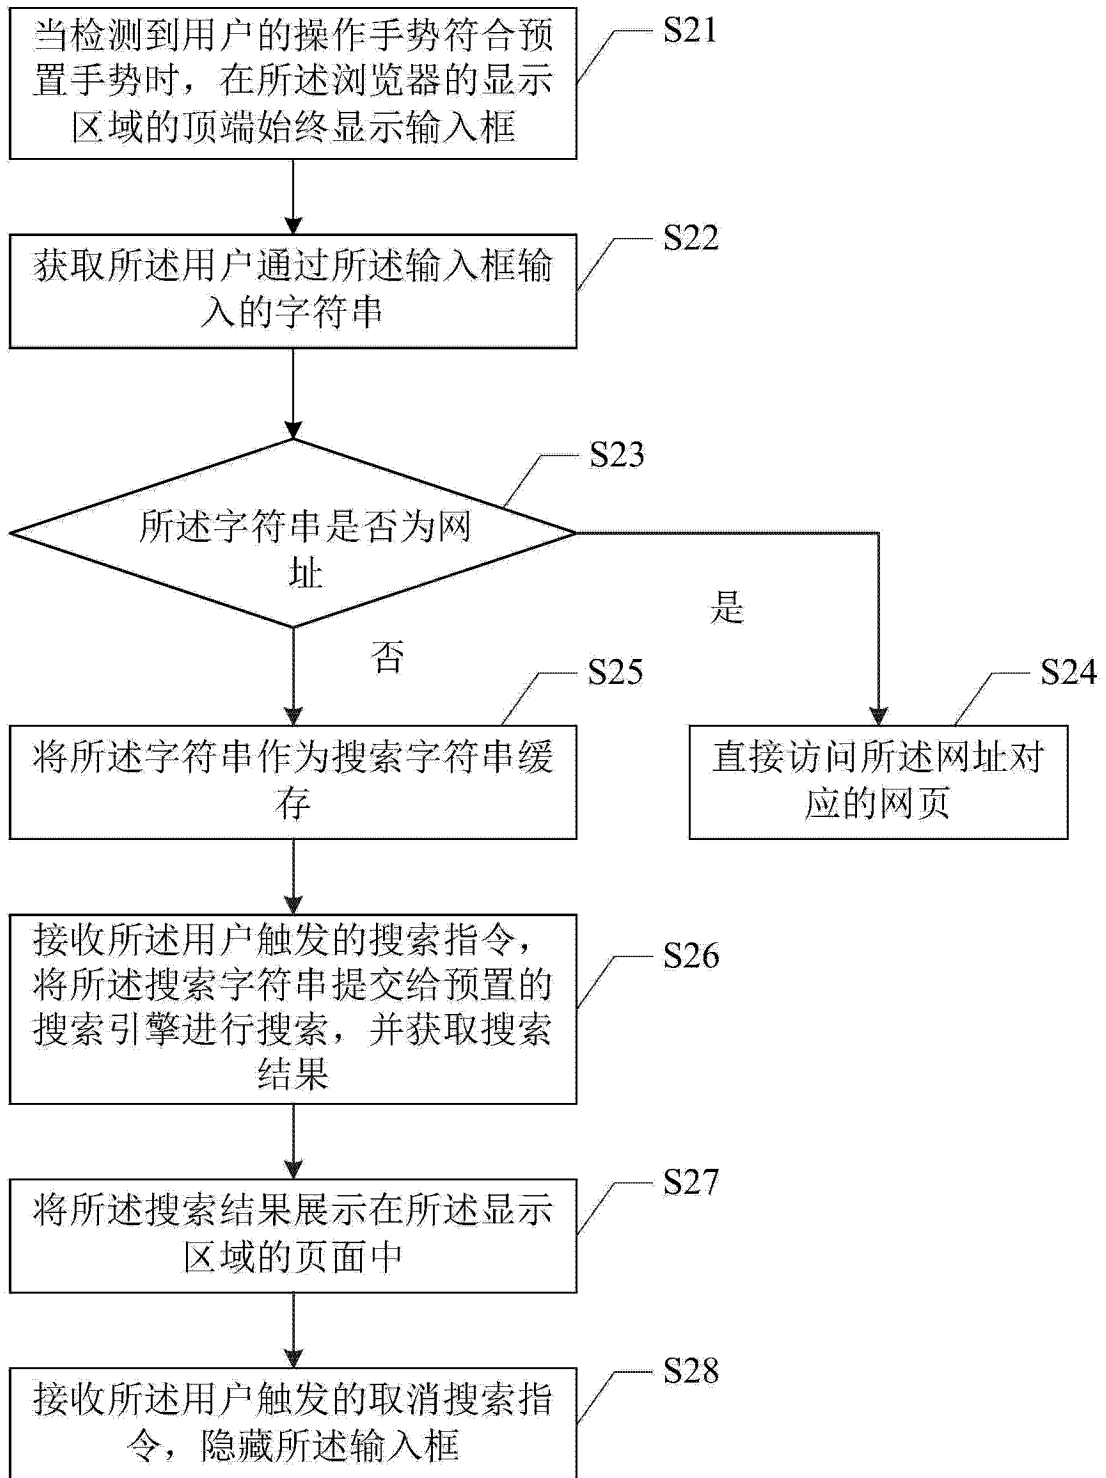 当检测到用户的操作手势符合预
置手势时，在所述浏览器的显示
区域的顶端始终显示输入框
S21
获取所述用户通过所述输入框输
入的字符串
S22
所述字符串是否为网
址
S23
是
否
S25
将所述字符串作为搜索字符串缓
存
S24
直接访问所述网址对
应的网页
接收所述用户触发的搜索指令，
将所述搜索字符串提交给预置的
搜索引擎进行搜索，并获取搜索
结果
S26
将所述搜索结果展示在所述显示
区域的页面中
S27
接收所述用户触发的取消搜索指
令，隐藏所述输入框
S28